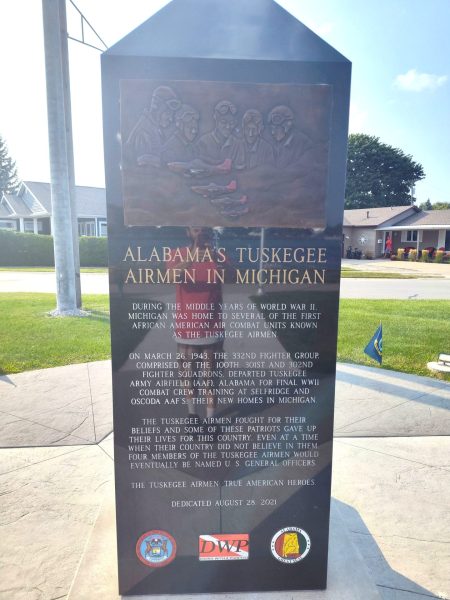 ALABAMA'S TUSKEGEE
AIRMEN IN MICHIGAN
DURING THE MIDDLE YEARS OF WORLD WAR II,
MICHIGAN WAS HOME TO SEVERAL OF THE FIRST
AFRICAN AMERICAN AIR COMBAT UNITS KNOWN
AS THE TUSKEGEE AIRMEN.
ON MARCH 26, 1943, THE 332ND FIGHTER GROUP,
COMPRISED OF THE 100TH, 301ST AND 302ND
FIGHTER SQUADRONS, DEPARTED TUSKEGEE
ARMY AIRFIELD (AAF), ALABAMA FOR FINAL WWII
COMBAT CREW TRAINING AT SELFRIDGE AND
OSCODA AAF'S; THEIR NEW HOMES IN MICHIGAN.
THE TUSKEGEE AIRMEN FOUGHT FOR THEIR
BELIEFS AND SOME OF THESE PATRIOTS GAVE UP
THEIR LIVES FOR THIS COUNTRY, EVEN AT A TIME
WHEN THEIR COUNTRY DID NOT BELIEVE IN THEM.
FOUR MEMBERS OF THE TUSKEGEE AIRMEN WOULD
EVENTUALLY BE NAMED U.S. GENERAL OFFICERS.
THE TUSKEGEE AIRMEN: TRUE AMERICAN HEROES.
DEDICATED AUGUST 28, 2021
DWP